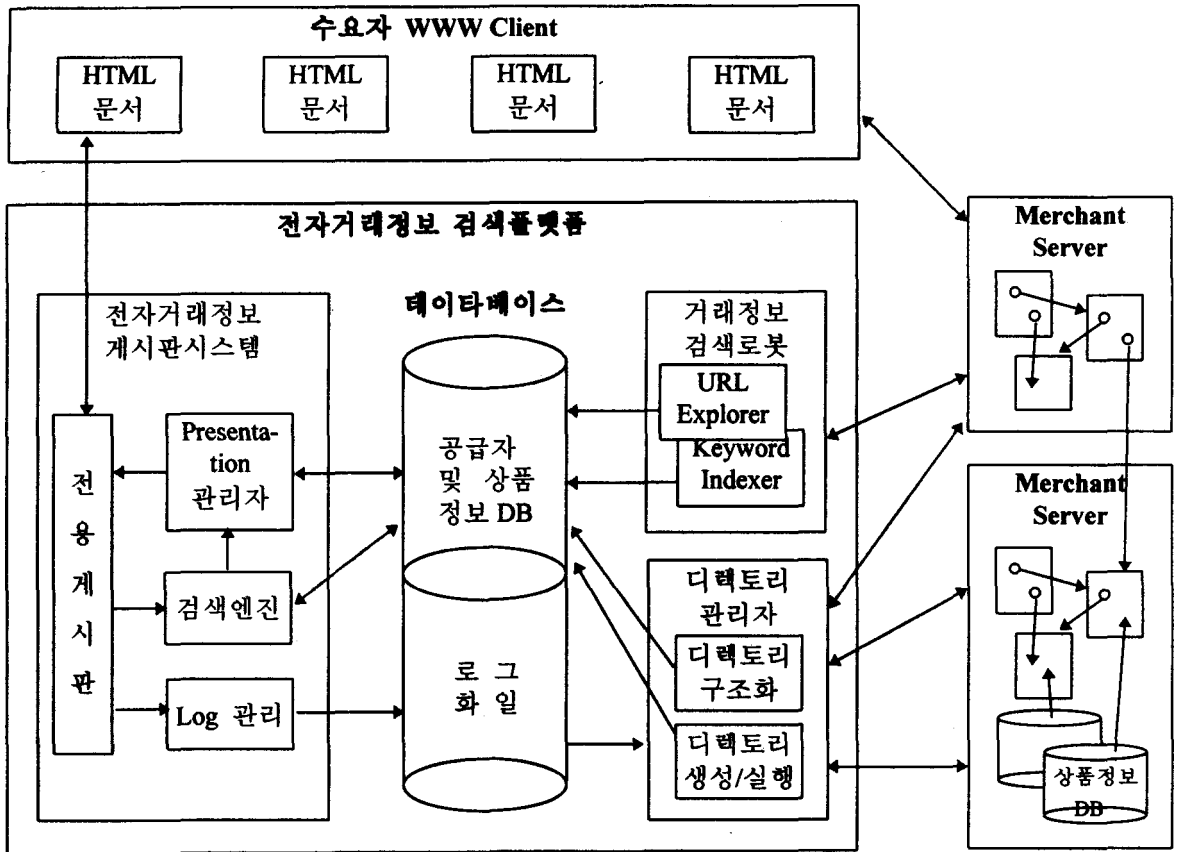 수요자 WWW Client
HTML
문서
HTML
문서
HTML
문서
HTML
문서
전자거래정보 검색플랫폼
전자거래정보
게시판시스템
전
용
게
시
판
Presenta-
tion
관리자
검색엔진
Log 관리
테이타베이스
공급자
및 상품
정보 DB
로 그
화 일
거래정보
검색로봇
URL
Explorer
Keyword
Indexer
디렉토리
관리자
디렉토리
구조화
디렉토리
생성/실행
Merchant
Server
Merchant
Server
상품정보
DB